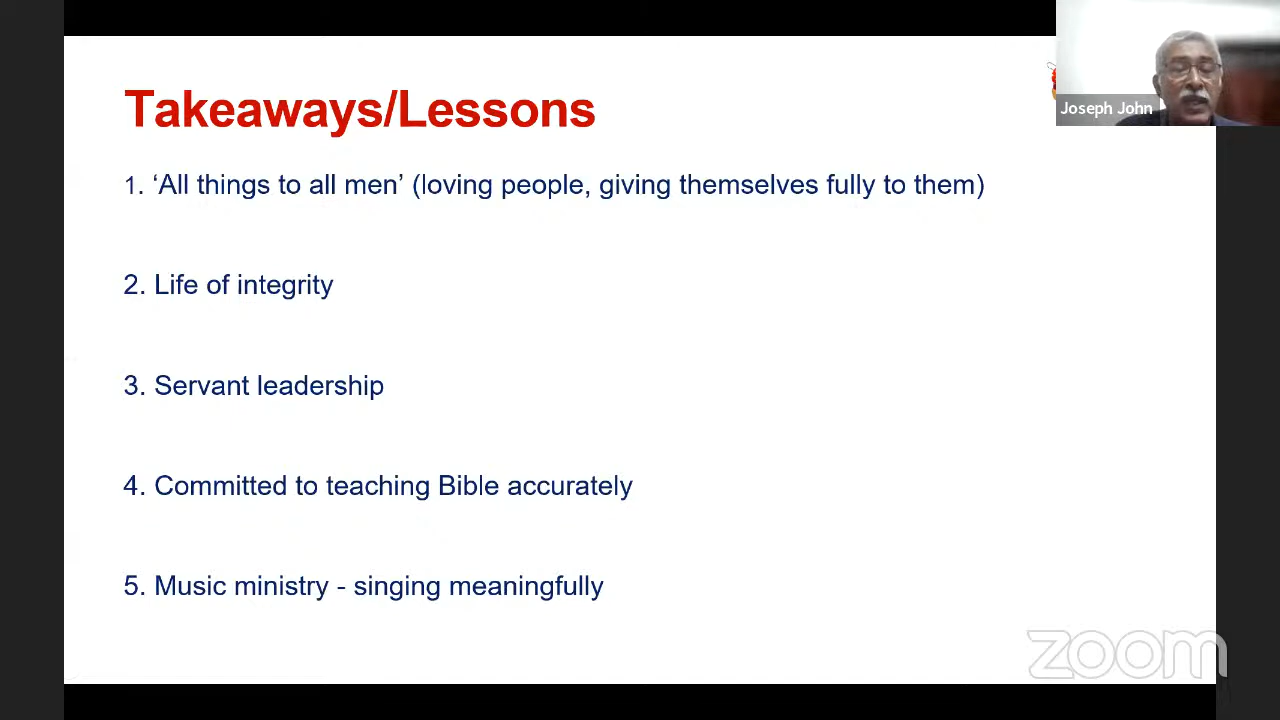 Takeaways/Lessons
Joseph John
1. ‘All things to all men’ (loving people, giving themselves fully to them)
2. Life of integrity
3. Servant leadership
4. Committed to teaching Bible accurately
5. Music ministry - singing meaningfully
zoom